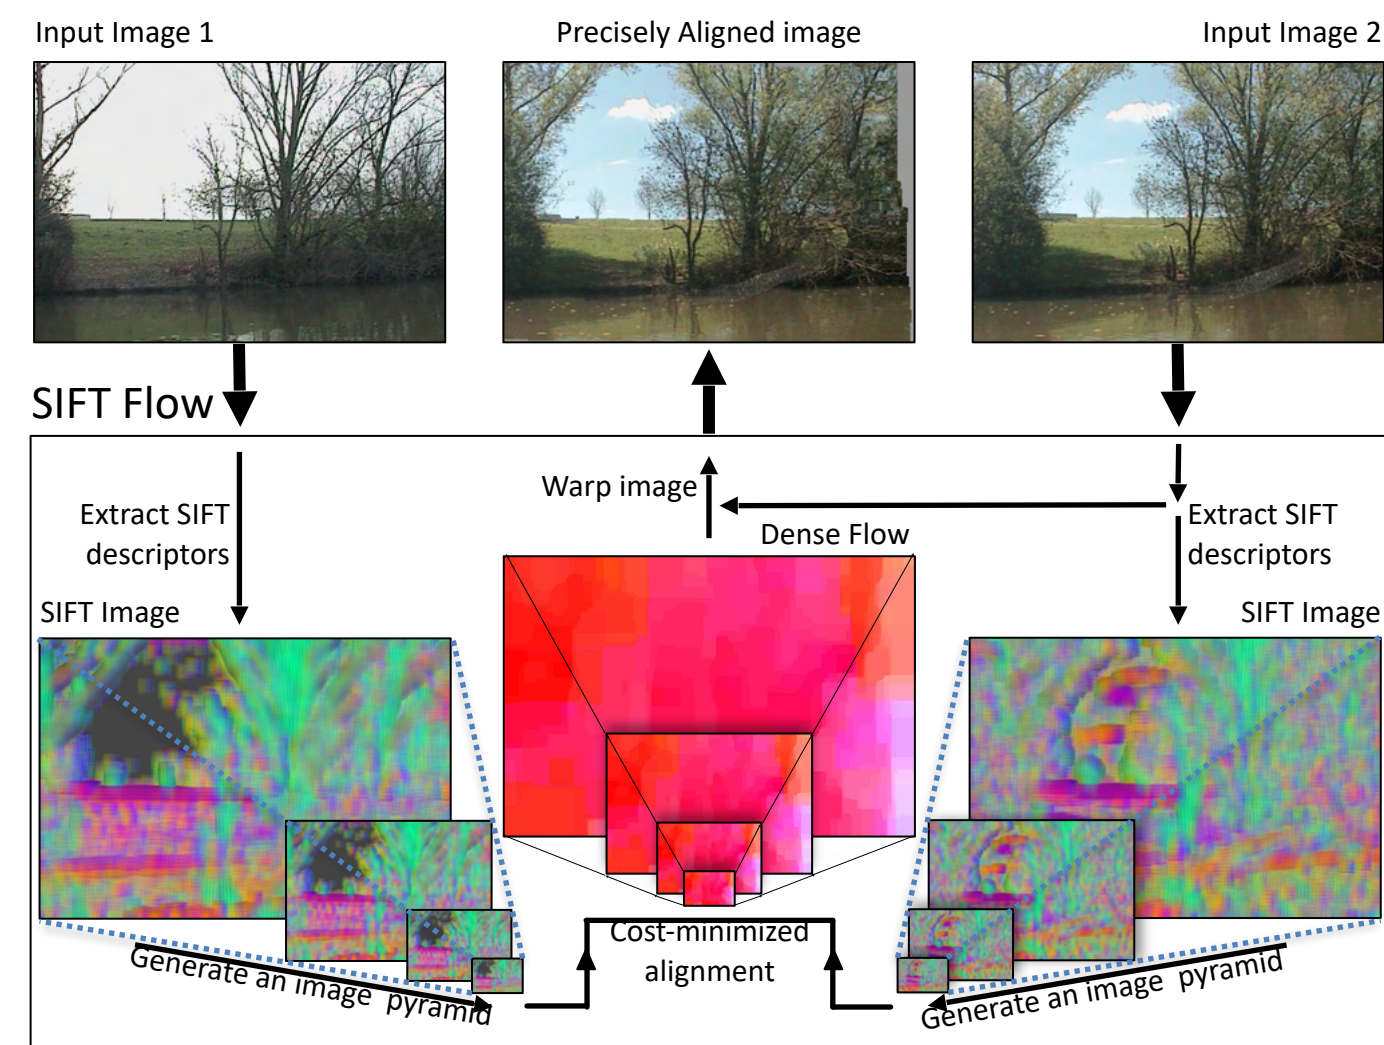 Input Image 1
Precisely Aligned image
Input Image 2
SIFT Flow
Extract SIFT
descriptors
Warp image
Dense Flow
Extract SIFT
descriptors
SIFT Image
SIFT Image
Cost-minimized
alignment
Generate an image pyramid
Generate an image pyramid